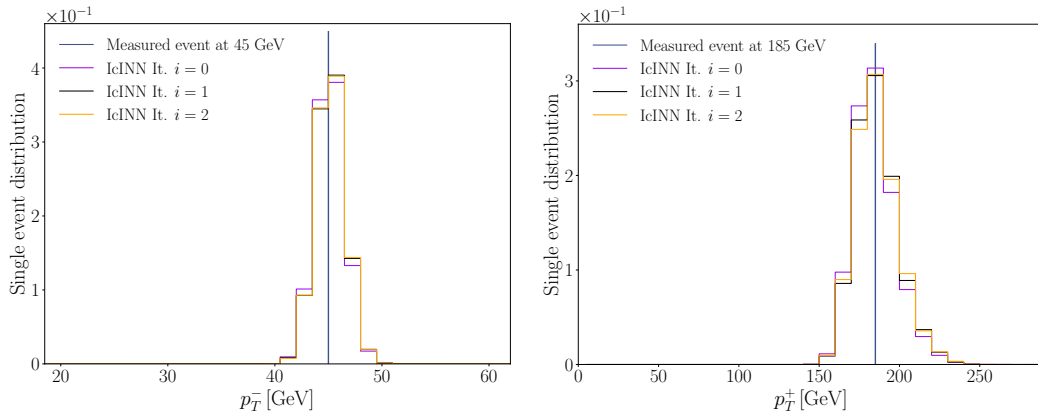 ×10⁻¹
Single event distribution
4
3
2
1
0
Measured event at 45 GeV
IcINN It. i = 0
IcINN It. i = 1
IcINN It. i = 2
20 30 40 50 60
p_T^- [GeV]
×10⁻¹
Single event distribution
3
2
1
0
Measured event at 185 GeV
IcINN It. i = 0
IcINN It. i = 1
IcINN It. i = 2
0 50 100 150 200 250
p_T^+ [GeV]